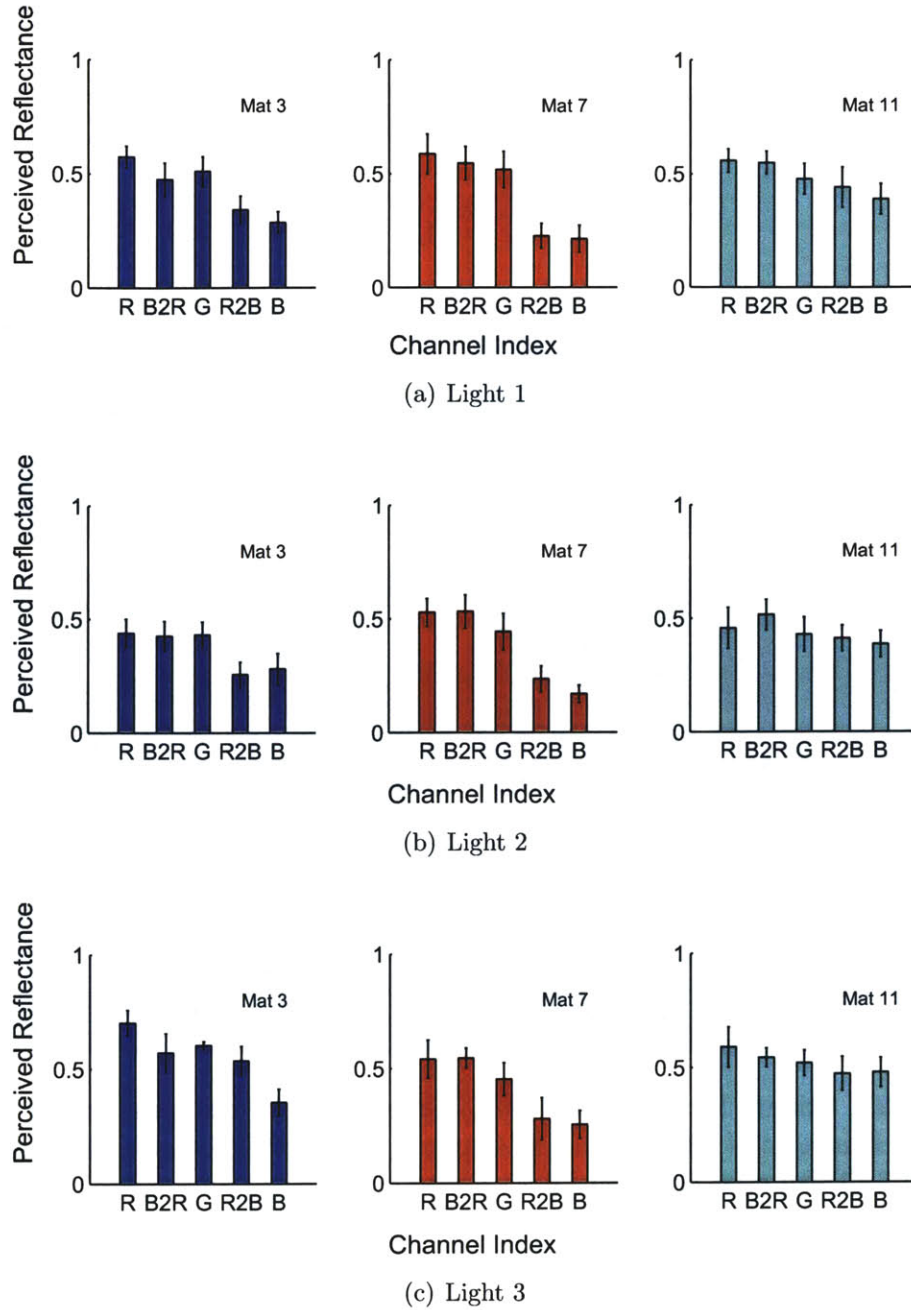 Perceived Reflectance
1
0.5
0
Mat 3
R B2R G R2B B
1
0.5
0
Mat 7
R B2R G R2B B
1
0.5
0
Mat 11
R B2R G R2B B
Channel Index
(a) Light 1
Perceived Reflectance
1
0.5
0
Mat 3
R B2R G R2B B
1
0.5
0
Mat 7
R B2R G R2B B
1
0.5
0
Mat 11
R B2R G R2B B
Channel Index
(b) Light 2
Perceived Reflectance
1
0.5
0
Mat 3
R B2R G R2B B
1
0.5
0
Mat 7
R B2R G R2B B
1
0.5
0
Mat 11
R B2R G R2B B
Channel Index
(c) Light 3